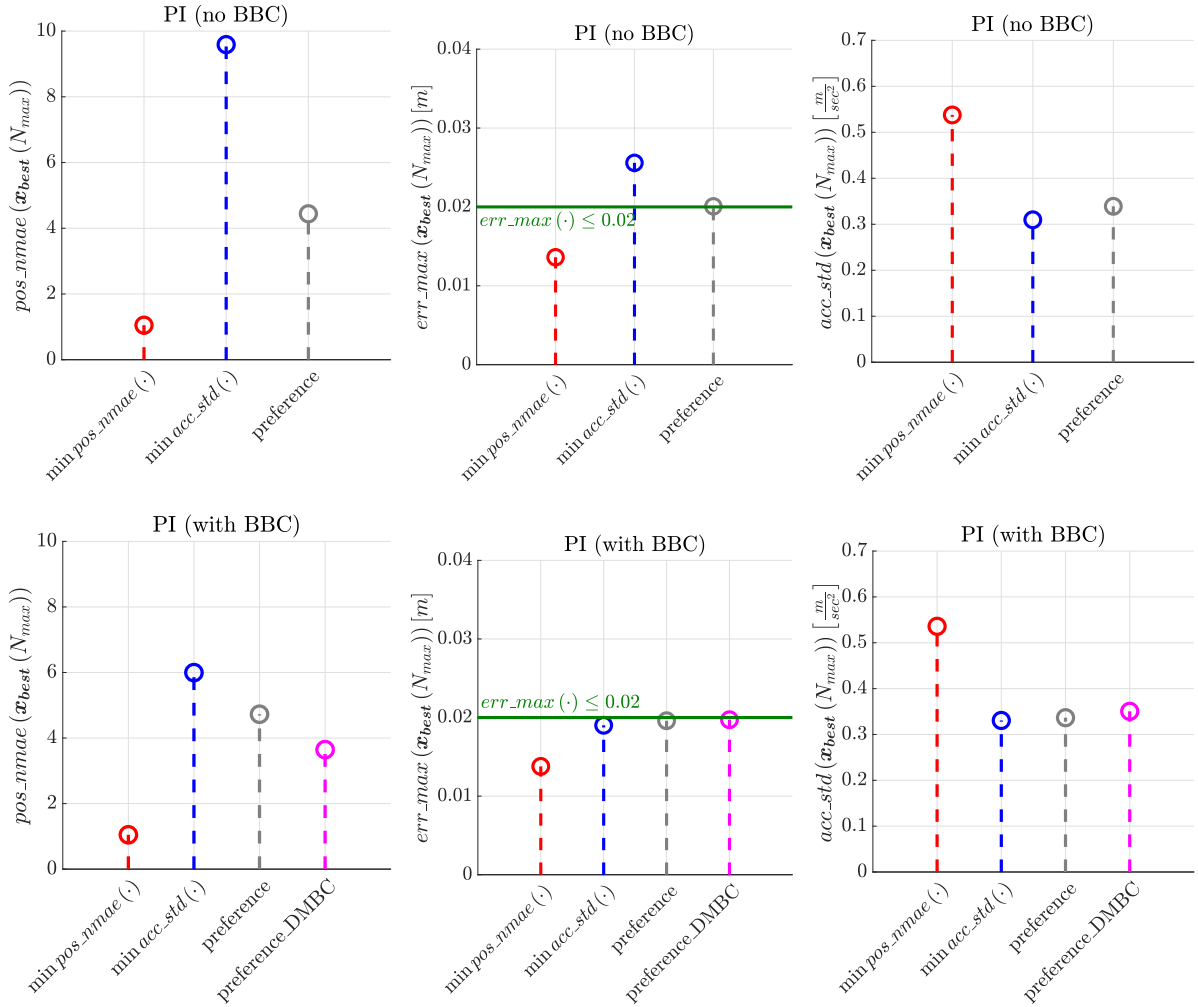 PI (no BBC)
pos_nmae (x_best (N_max))
10
8
6
4
2
0
min pos_nmae (·)
min acc_std (·)
preference
PI (no BBC)
err_max (x_best (N_max)) [m]
0.04
0.03
0.02
0.01
0
err_max (·) ≤ 0.02
min pos_nmae (·)
min acc_std (·)
preference
PI (no BBC)
acc_std (x_best (N_max)) [m/sec²]
0.7
0.6
0.5
0.4
0.3
0.2
0.1
0
min pos_nmae (·)
min acc_std (·)
preference
PI (with BBC)
pos_nmae (x_best (N_max))
10
8
6
4
2
0
min pos_nmae (·)
min acc_std (·)
preference
preference_DMBC
PI (with BBC)
err_max (x_best (N_max)) [m]
0.04
0.03
0.02
0.01
0
err_max (·) ≤ 0.02
min pos_nmae (·)
min acc_std (·)
preference
preference_DMBC
PI (with BBC)
acc_std (x_best (N_max)) [m/sec²]
0.7
0.6
0.5
0.4
0.3
0.2
0.1
0
min pos_nmae (·)
min acc_std (·)
preference
preference_DMBC